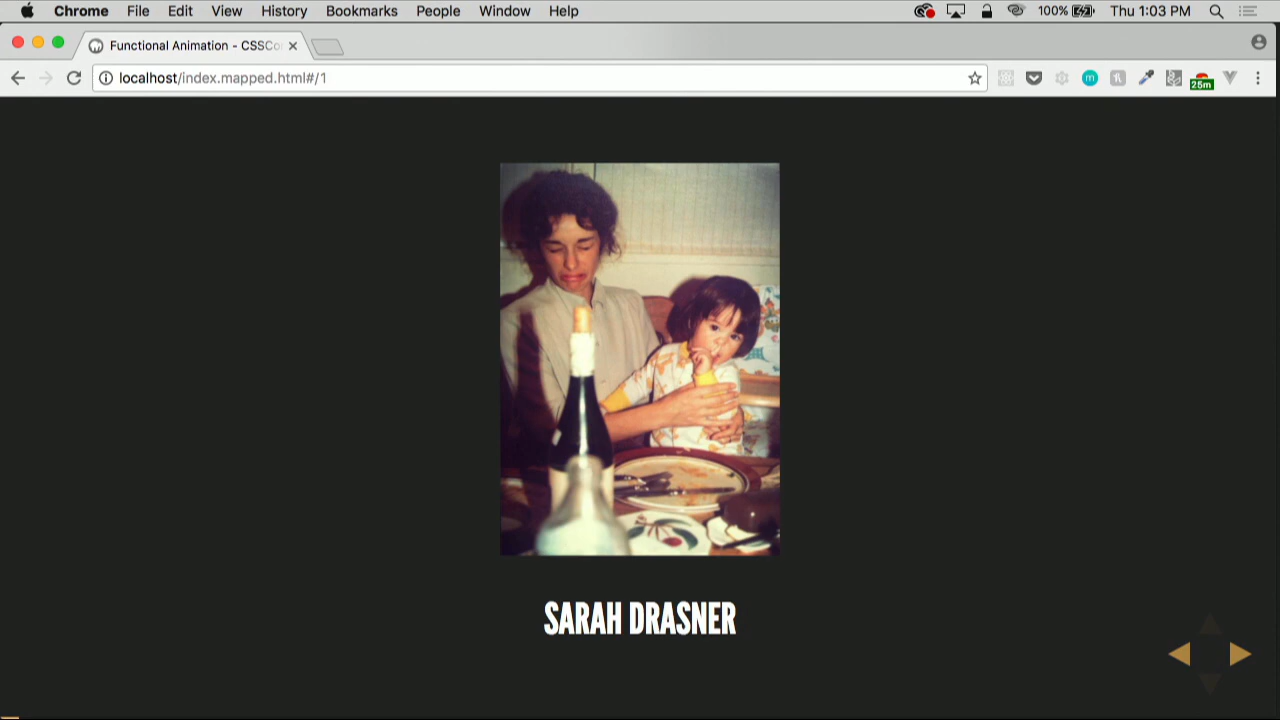 Chrome File Edit View History Bookmarks People Window Help 100% Thu 1:03 PM
Functional Animation - CSSCo
localhost/index.mapped.html#/1
25m
SARAH DRASNER